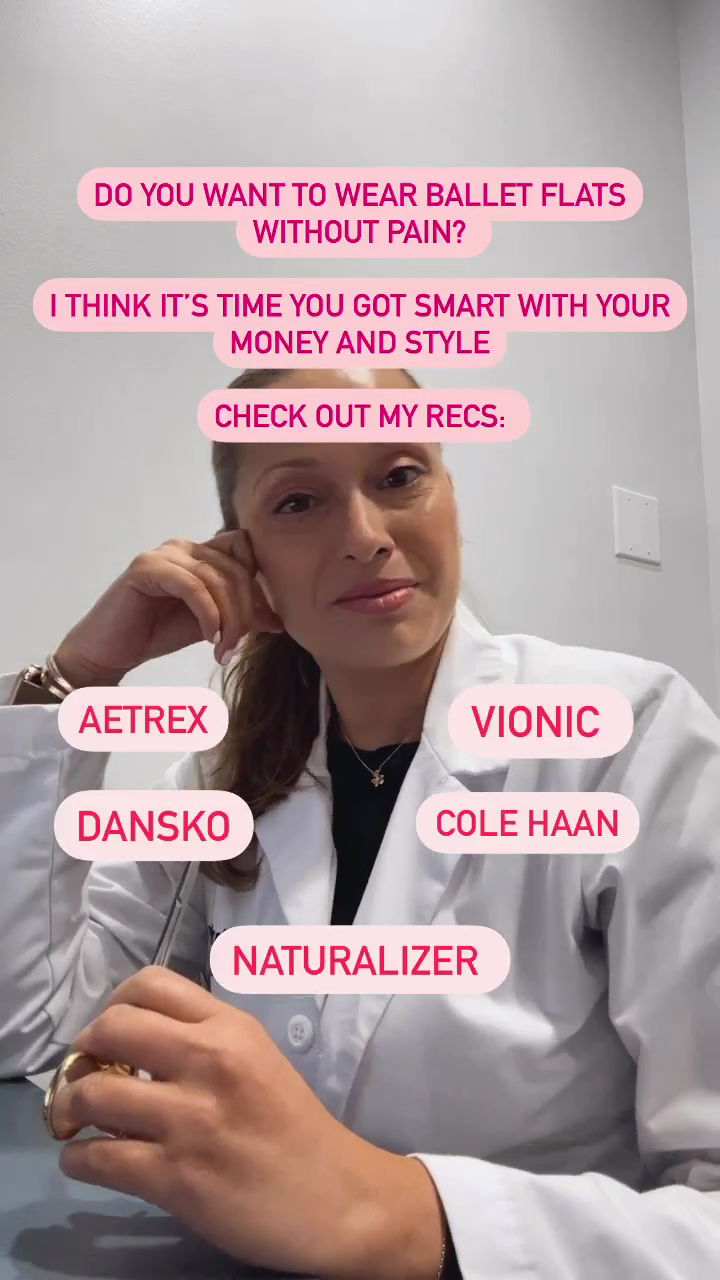 DO YOU WANT TO WEAR BALLET FLATS
WITHOUT PAIN?
I THINK IT'S TIME YOU GOT SMART WITH YOUR
MONEY AND STYLE
CHECK OUT MY RECS:
AETREX
VIONIC
DANSKO
COLE HAAN
NATURALIZER